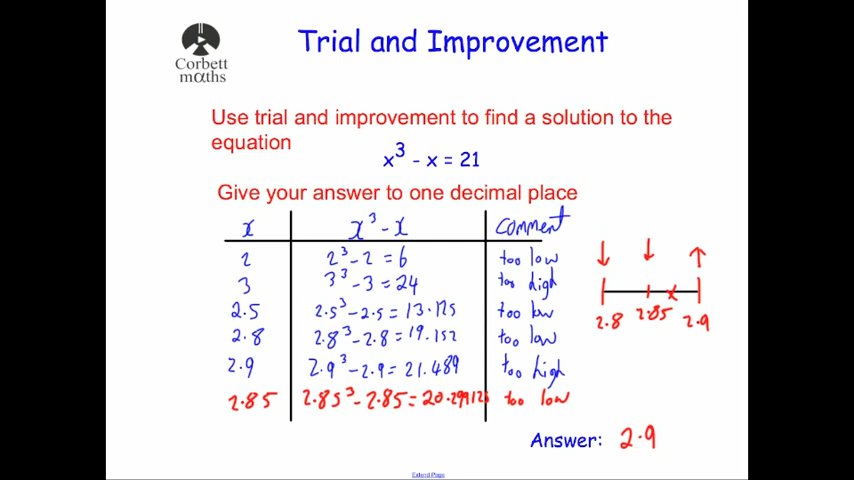 Trial and Improvement
Corbett
mαths
Use trial and improvement to find a solution to the
equation
x³ - x = 21
Give your answer to one decimal place
x x³-x comment
2 2³-2 = 6 too low
3 3³-3 = 24 too high
2.5 2.5³-2.5 = 13.125 too low
2.8 2.8³-2.8 = 19.152 too low
2.9 2.9³-2.9 = 21.489 too high
2.85 2.85³-2.85 = 20.299125 too low
2.8 2.85 2.9
Answer: 2.9
Extend Page